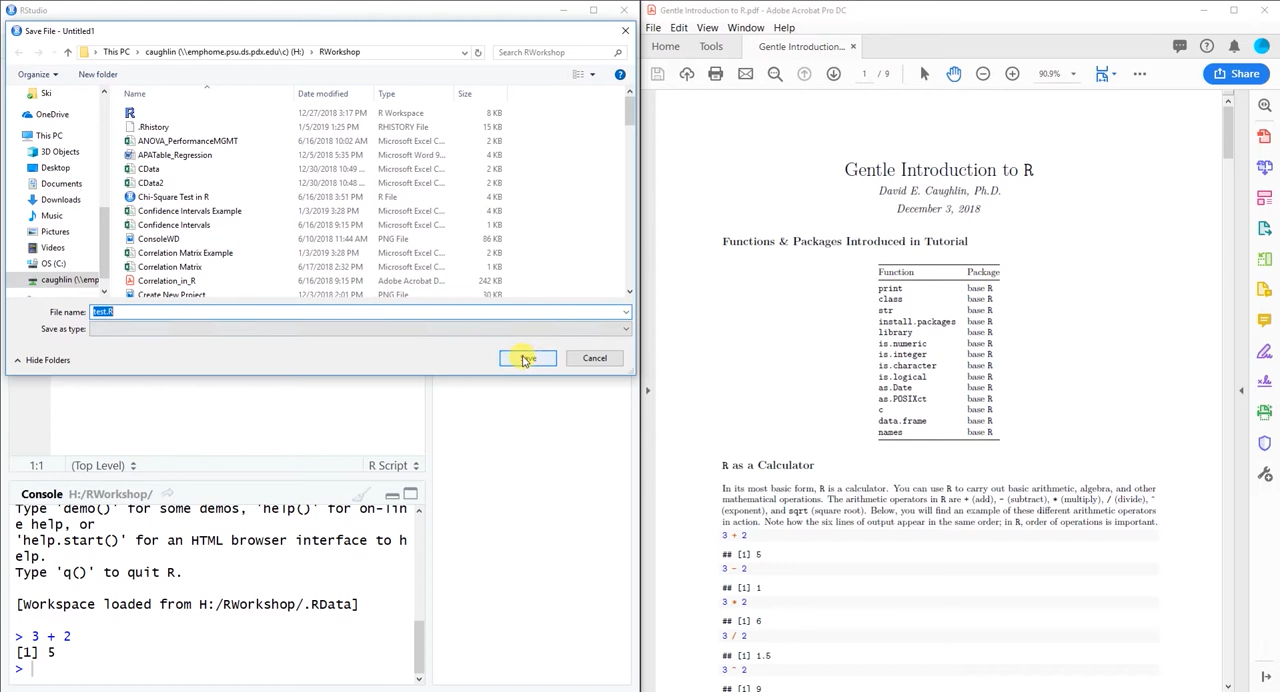 RStudio
Save File - Untitled1
This PC > caughlin (\\emphome.psu.ds.pdx.edu\c) (H:) > RWorkshop
Search RWorkshop
Organize
New folder
Ski
OneDrive
This PC
3D Objects
Desktop
Documents
Downloads
Music
Pictures
Videos
OS (C:)
caughlin (\\emp
Name Date modified Type Size
12/27/2018 3:17 PM R Workspace 8 KB
.Rhistory 1/5/2019 1:25 PM RHISTORY File 15 KB
ANOVA_PerformanceMGMT 6/16/2018 10:02 AM Microsoft Excel C... 2 KB
APATable_Regression 12/5/2018 5:35 PM Microsoft Word 9... 4 KB
CData 12/30/2018 10:49 ... Microsoft Excel C... 2 KB
CData2 12/30/2018 10:48 ... Microsoft Excel C... 2 KB
Chi-Square Test in R 6/16/2018 3:51 PM R File 4 KB
Confidence Intervals Example 1/3/2019 3:28 PM Microsoft Excel C... 4 KB
Confidence Intervals 6/16/2018 9:15 PM Microsoft Excel C... 1 KB
ConsoleWD 6/10/2018 11:44 AM PNG File 86 KB
Correlation Matrix Example 1/3/2019 3:28 PM Microsoft Excel C... 2 KB
Correlation Matrix 6/17/2018 2:32 PM Microsoft Excel C... 1 KB
Correlation_in_R 6/16/2018 9:15 PM Adobe Acrobat D... 242 KB
Create New Project 12/3/2018 2:01 PM PNG File 30 KB
File name: test.R
Save as type:
Hide Folders
Save
Cancel
1:1 (Top Level) R Script
Console H:/RWorkshop/
Type 'demo()' for some demos, 'help()' for on-lin
e help, or
'help.start()' for an HTML browser interface to h
elp.
Type 'q()' to quit R.
[Workspace loaded from H:/RWorkshop/.RData]
> 3 + 2
[1] 5
>
Gentle Introduction to R.pdf - Adobe Acrobat Pro DC
File Edit View Window Help
Home Tools Gentle Introduction... ×
1 / 9
90.9%
Share
Gentle Introduction to R
David E. Caughlin, Ph.D.
December 3, 2018
Functions & Packages Introduced in Tutorial
Function Package
print base R
class base R
str base R
install.packages base R
library base R
is.numeric base R
is.integer base R
is.character base R
is.logical base R
as.Date base R
as.POSIXct base R
c base R
data.frame base R
names base R
R as a Calculator
In its most basic form, R is a calculator. You can use R to carry out basic arithmetic, algebra, and other
mathematical operations. The arithmetic operators in R are + (add), - (subtract), * (multiply), / (divide), ^
(exponent), and sqrt (square root). Below, you will find an example of these different arithmetic operators
in action. Note how the six lines of output appear in the same order; in R, order of operations is important.
3 + 2
## [1] 5
3 - 2
## [1] 1
3 * 2
## [1] 6
3 / 2
## [1] 1.5
3 ^ 2
## [1] 9